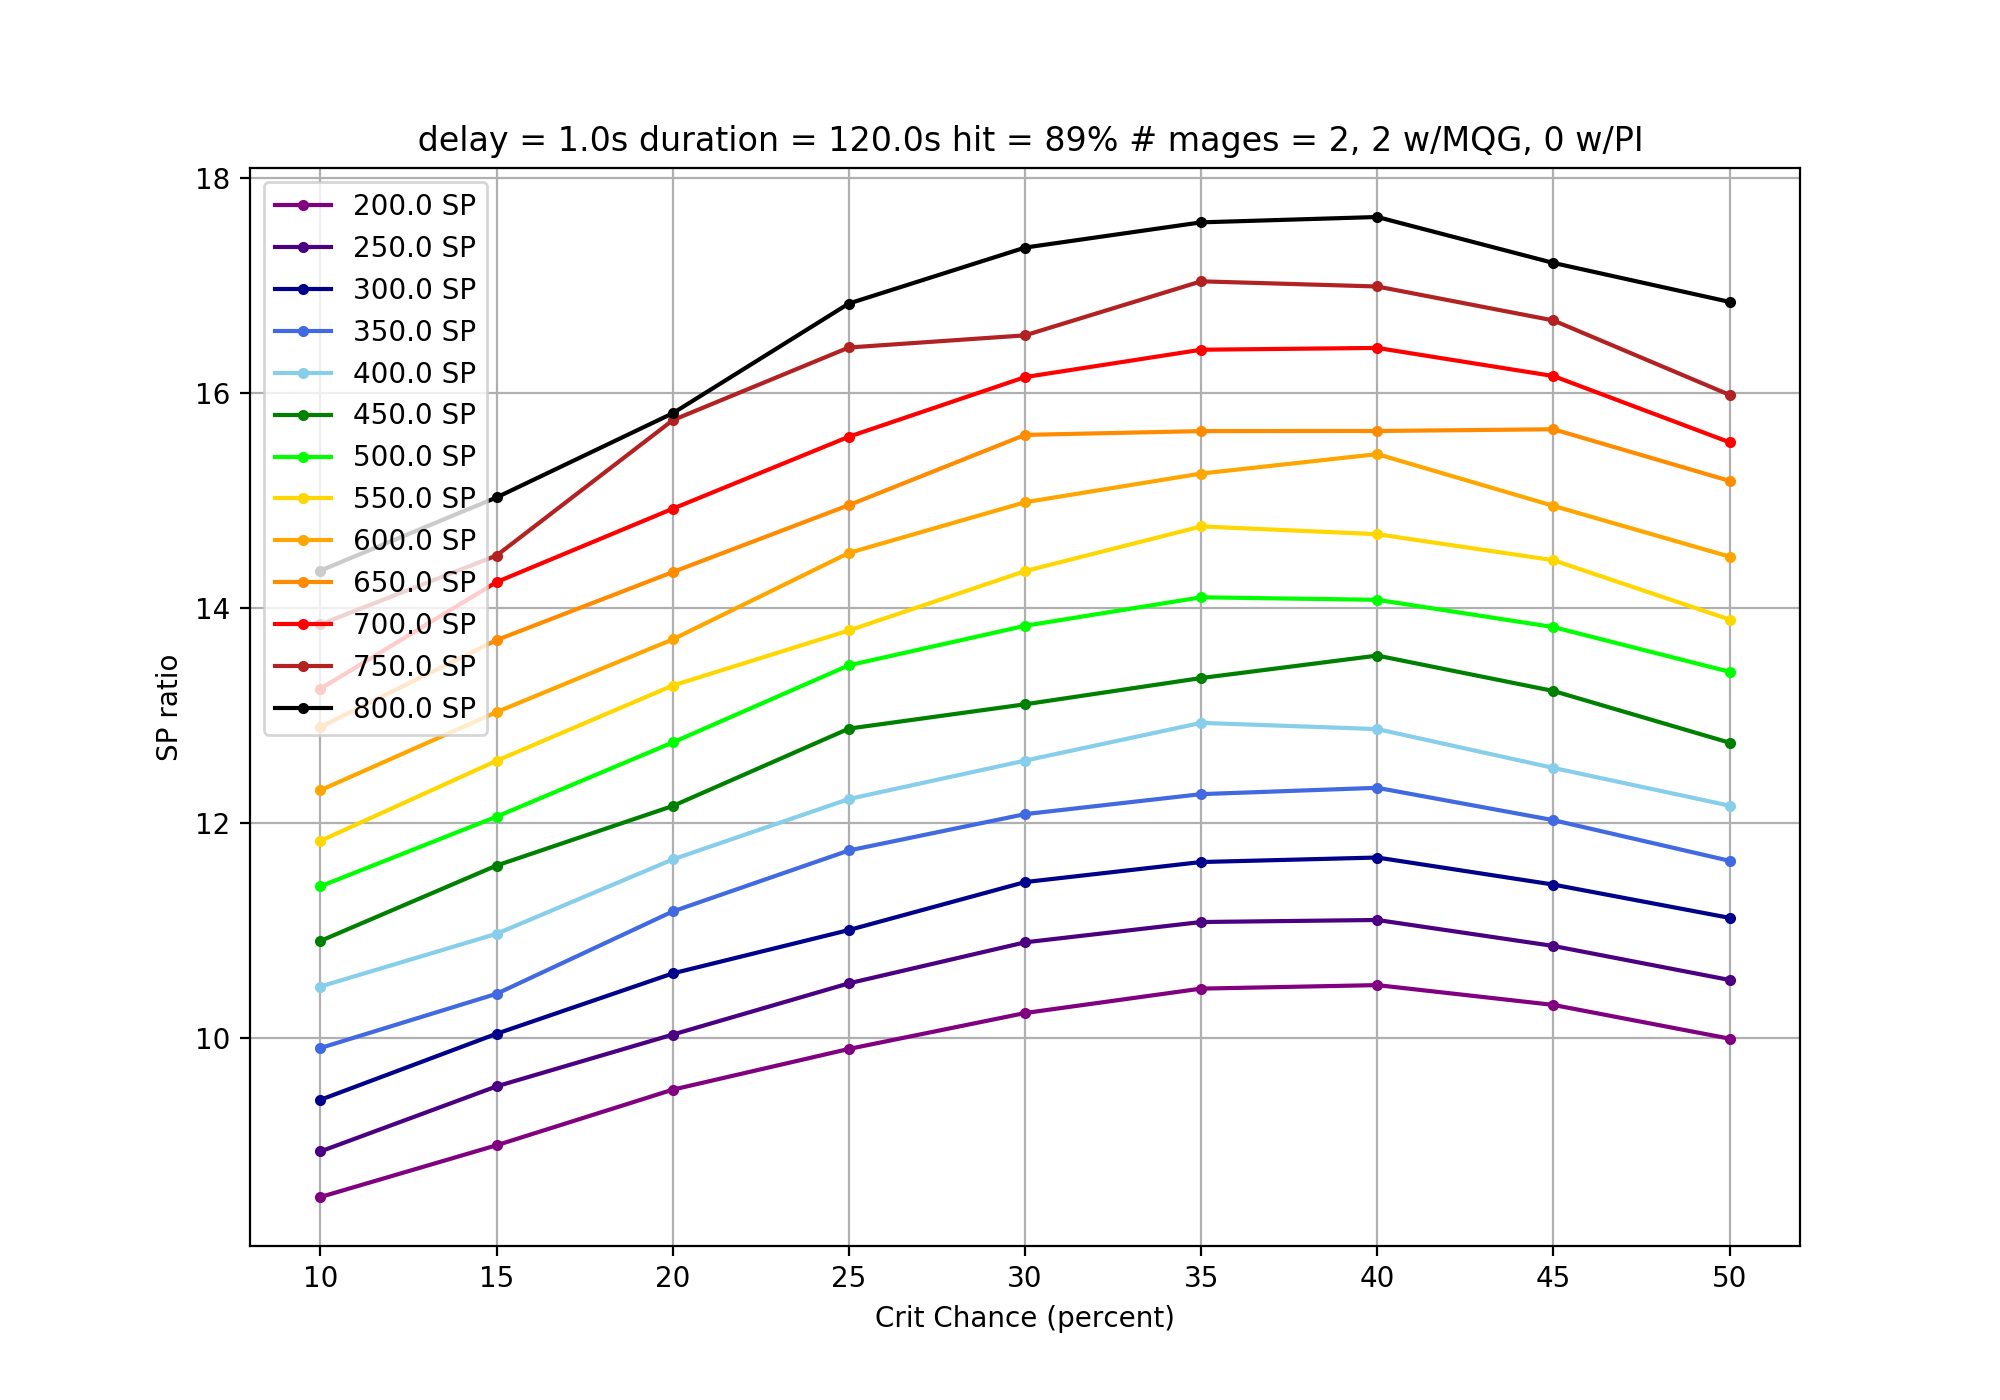 delay = 1.0s duration = 120.0s hit = 89% # mages = 2, 2 w/MQG, 0 w/PI
18
16
14
12
10
SP ratio
200.0 SP
250.0 SP
300.0 SP
350.0 SP
400.0 SP
450.0 SP
500.0 SP
550.0 SP
600.0 SP
650.0 SP
700.0 SP
750.0 SP
800.0 SP
10 15 20 25 30 35 40 45 50
Crit Chance (percent)